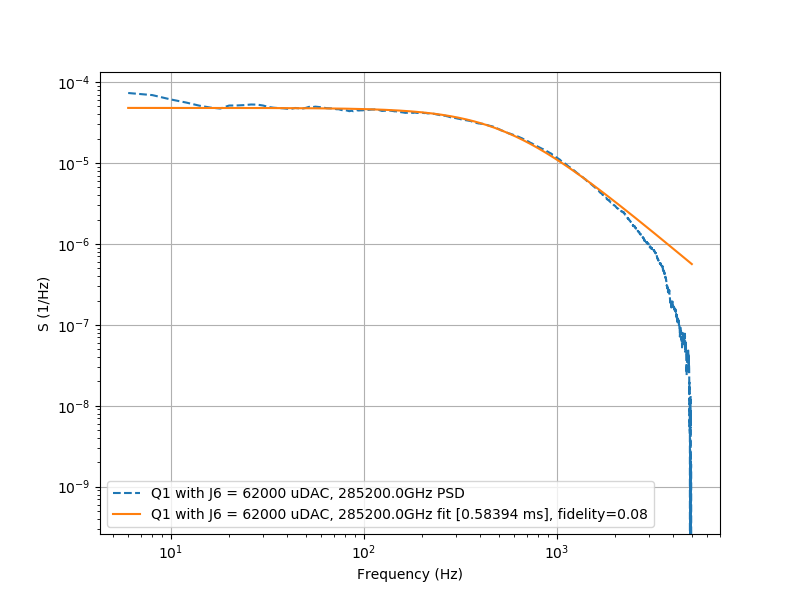 10⁻⁴
10⁻⁵
10⁻⁶
10⁻⁷
10⁻⁸
10⁻⁹
S (1/Hz)
Q1 with J6 = 62000 uDAC, 285200.0GHz PSD
Q1 with J6 = 62000 uDAC, 285200.0GHz fit [0.58394 ms], fidelity=0.08
10¹ 10² 10³
Frequency (Hz)